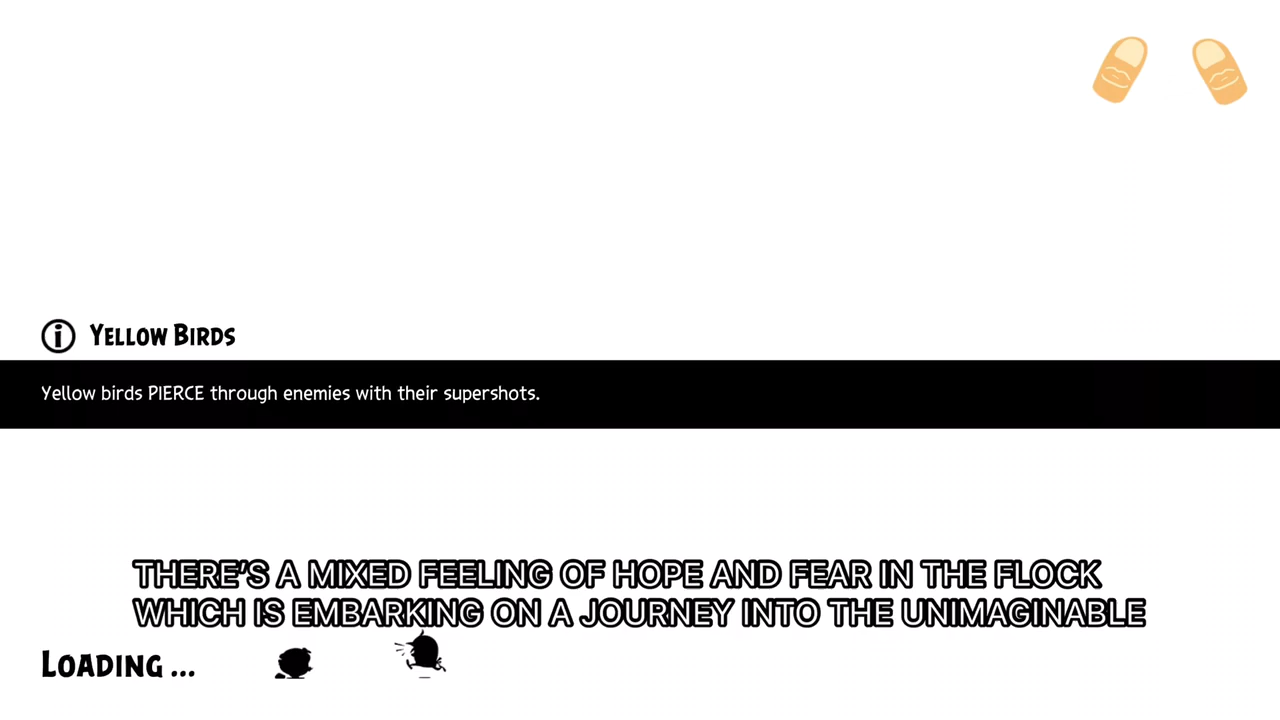 Yellow Birds
Yellow birds PIERCE through enemies with their supershots.
THERE'S A MIXED FEELING OF HOPE AND FEAR IN THE FLOCK
WHICH IS EMBARKING ON A JOURNEY INTO THE UNIMAGINABLE
Loading ...